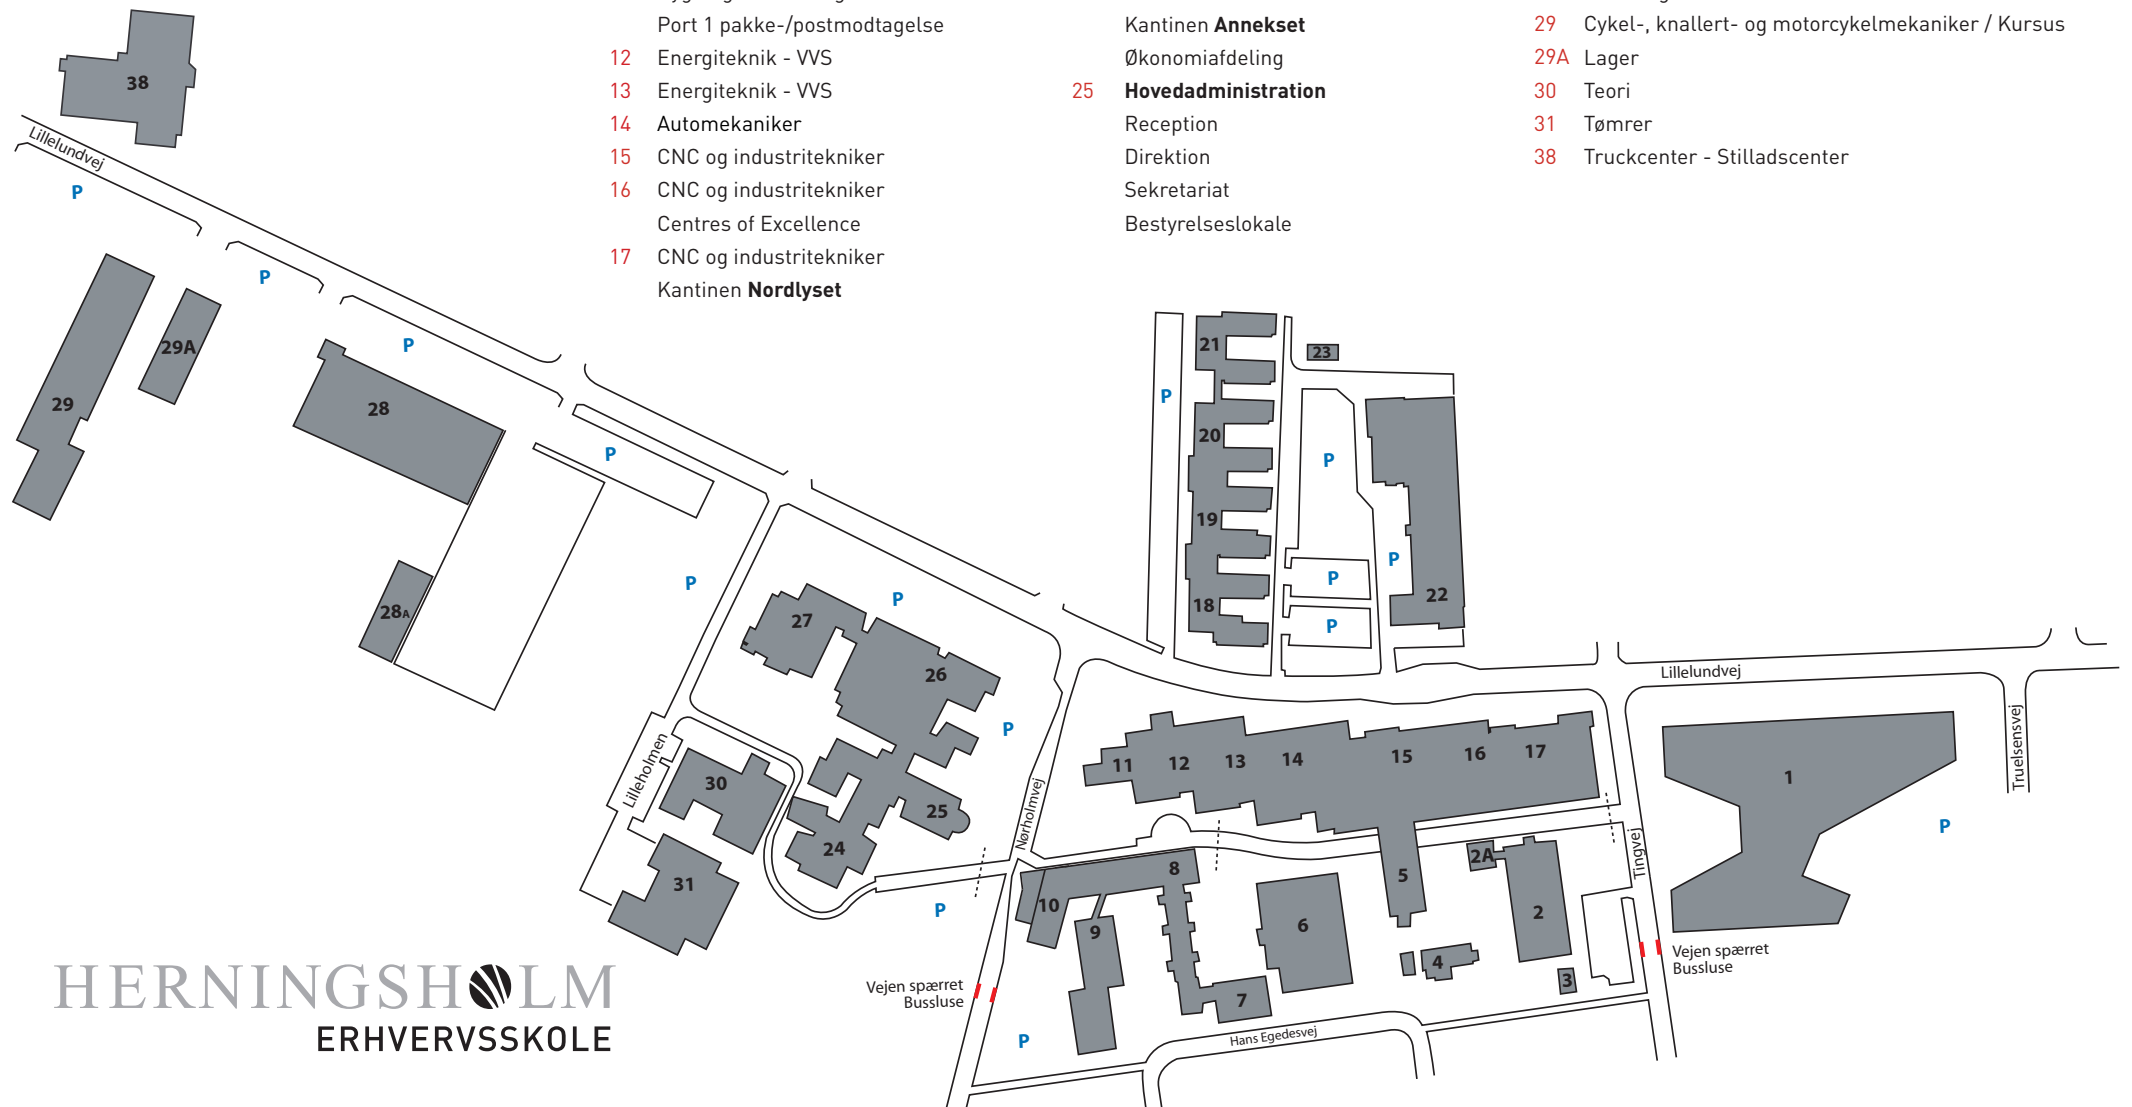 Port 1 pakke-/postmodtagelse
12 Energiteknik - VVS
13 Energiteknik - VVS
14 Automekaniker
15 CNC og industritekniker
16 CNC og industritekniker
Centres of Excellence
17 CNC og industritekniker
Kantinen Nordlyset
Kantinen Annekset
Økonomiafdeling
25 Hovedadministration
Reception
Direktion
Sekretariat
Bestyrelseslokale
29 Cykel-, knallert- og motorcykelmekaniker / Kursus
29A Lager
30 Teori
31 Tømrer
38 Truckcenter - Stilladscenter
38
Lillelundvej
P
P
29A
P
29
28
P
28A
P
21
23
P
20
P
19
P
P
18
22
P
P
27
26
P
Lillelundvej
Truelsensvej
Lilleholmen
30
25
24
31
P
Nørholmvej
11
12
13
14
15
16
17
1
P
Tingvej
2A
8
5
10
9
6
2
4
3
7
Vejen spærret
Bussluse
Vejen spærret
Bussluse
P
Hans Egedesvej
HERNINGSHOLM
ERHVERVSSKOLE